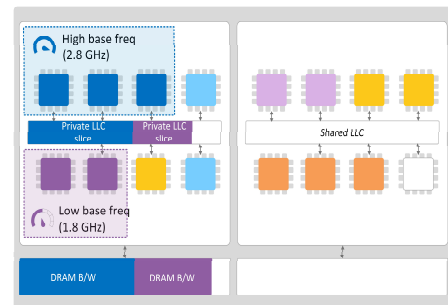 High base freq
(2.8 GHz)
Private LLC
slice
Private LLC
slice
Shared LLC
Low base freq
(1.8 GHz)
DRAM B/W
DRAM B/W